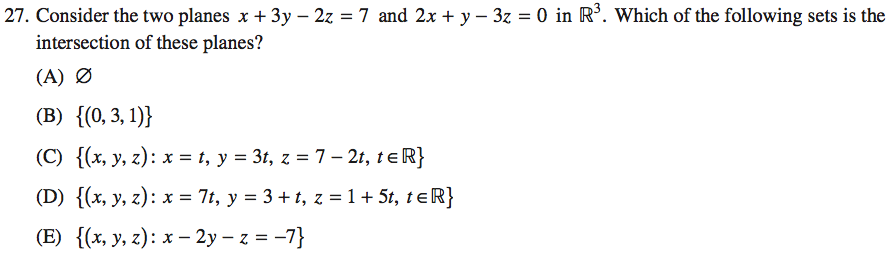 27. Consider the two planes x + 3y − 2z = 7 and 2x + y − 3z = 0 in ℝ³. Which of the following sets is the
intersection of these planes?
(A) Ø
(B) {(0, 3, 1)}
(C) {(x, y, z): x = t, y = 3t, z = 7 − 2t, t ∈ ℝ}
(D) {(x, y, z): x = 7t, y = 3 + t, z = 1 + 5t, t ∈ ℝ}
(E) {(x, y, z): x − 2y − z = −7}